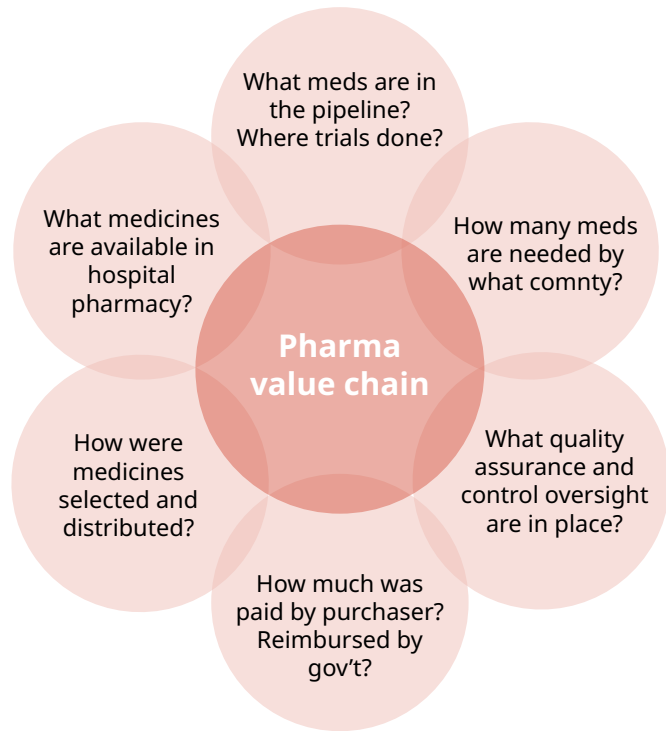 What meds are in
the pipeline?
Where trials done?
How many meds
are needed by
what comnty?
What quality
assurance and
control oversight
are in place?
How much was
paid by purchaser?
Reimbursed by
gov’t?
How were
medicines
selected and
distributed?
What medicines
are available in
hospital
pharmacy?
Pharma
value chain